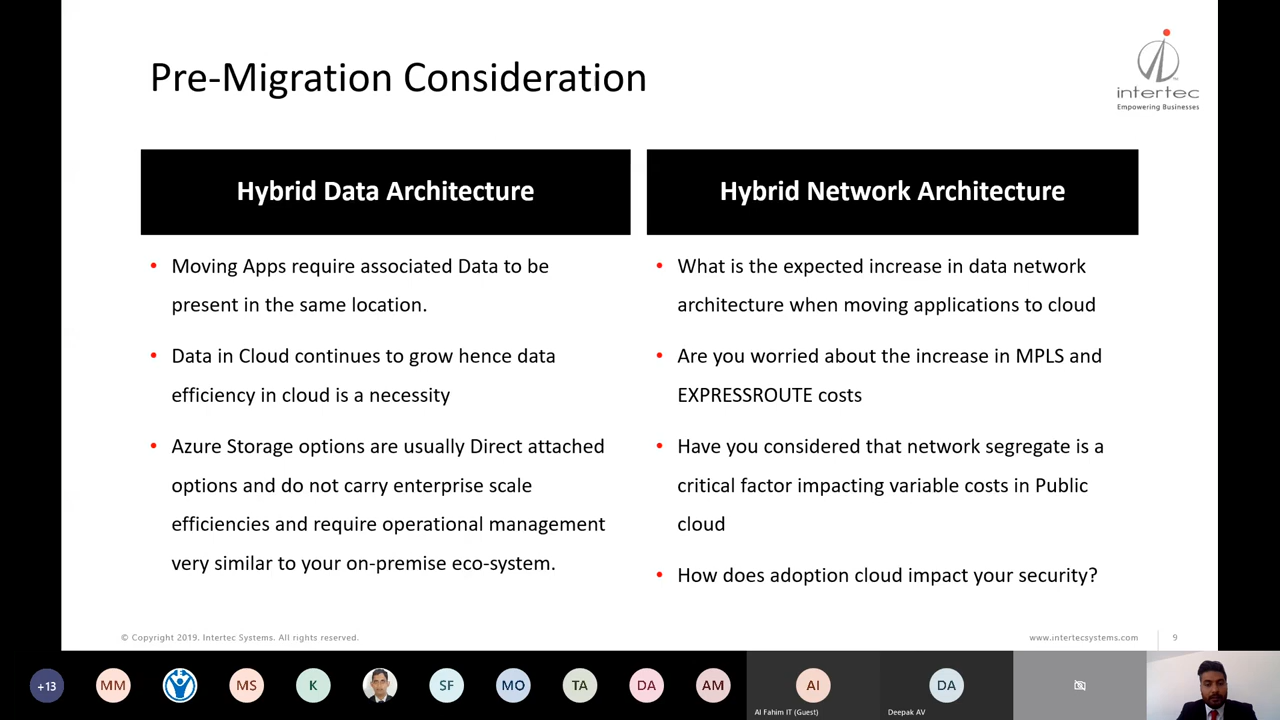 Pre-Migration Consideration
intertec
Empowering Businesses
Hybrid Data Architecture
• Moving Apps require associated Data to be
present in the same location.
• Data in Cloud continues to grow hence data
efficiency in cloud is a necessity
• Azure Storage options are usually Direct attached
options and do not carry enterprise scale
efficiencies and require operational management
very similar to your on-premise eco-system.
Hybrid Network Architecture
• What is the expected increase in data network
architecture when moving applications to cloud
• Are you worried about the increase in MPLS and
EXPRESSROUTE costs
• Have you considered that network segregate is a
critical factor impacting variable costs in Public
cloud
• How does adoption cloud impact your security?
© Copyright 2019. Intertec Systems. All rights reserved.
www.intertecsystems.com
9
+13
MM
MS
K
SF
MO
TA
DA
AM
AI
Al Fahim IT (Guest)
DA
Deepak AV